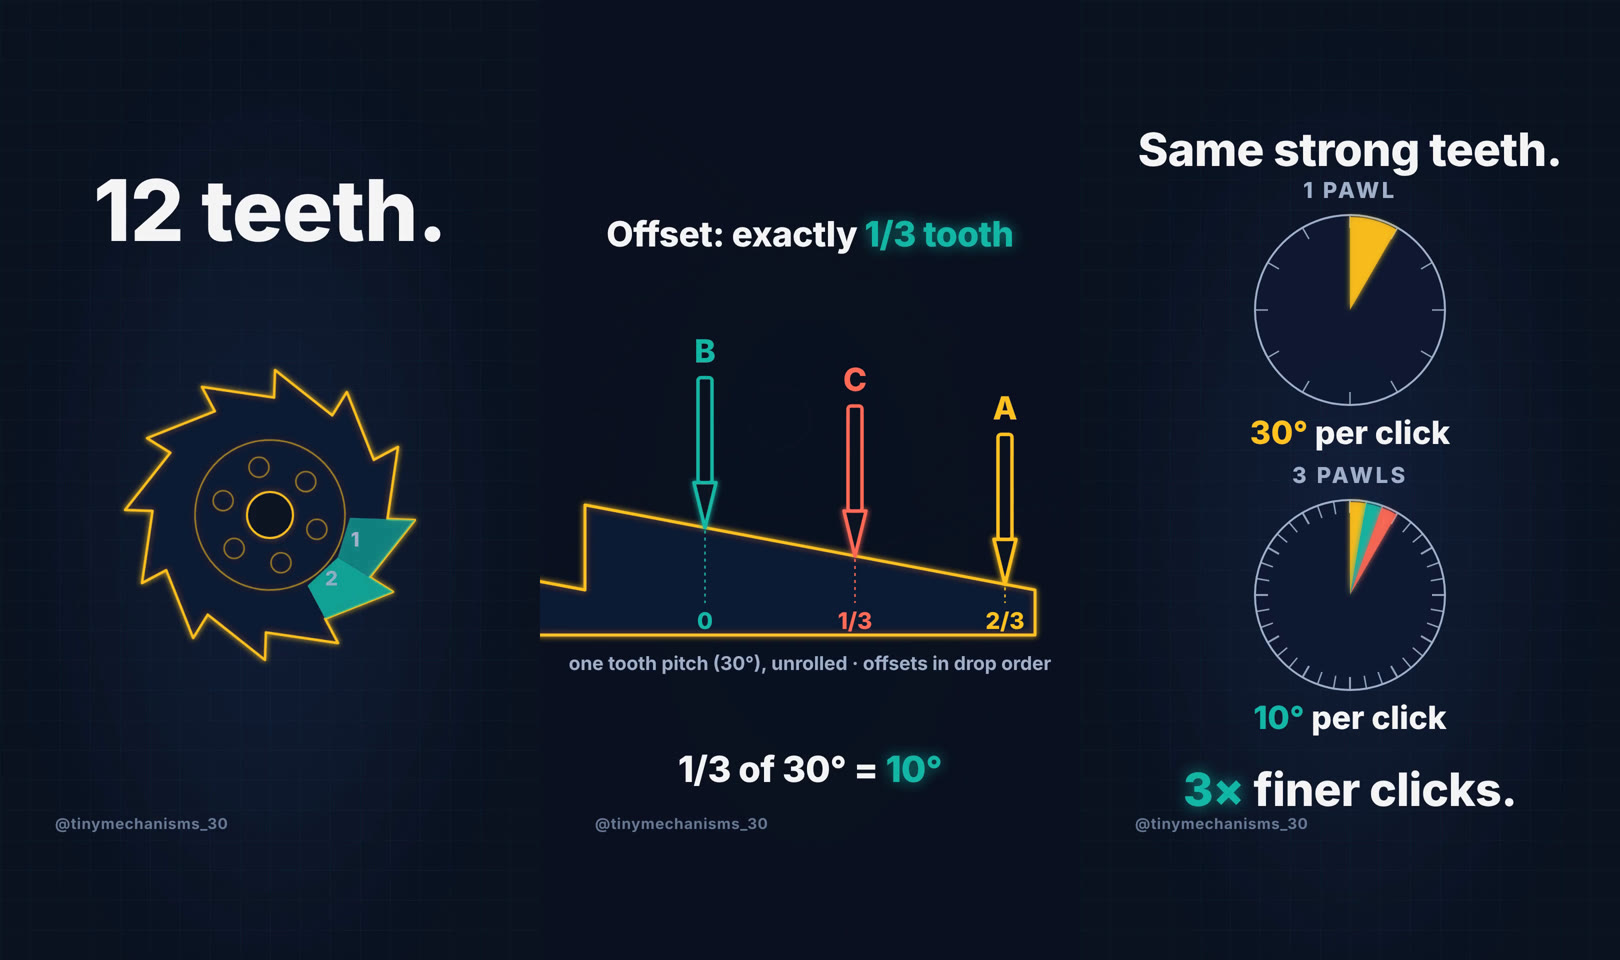 12 teeth.
1
2
@tinymechanisms_30
Offset: exactly 1/3 tooth
B
C
A
0 1/3 2/3
one tooth pitch (30°), unrolled · offsets in drop order
1/3 of 30° = 10°
@tinymechanisms_30
Same strong teeth.
1 PAWL
30° per click
3 PAWLS
10° per click
3× finer clicks.
@tinymechanisms_30